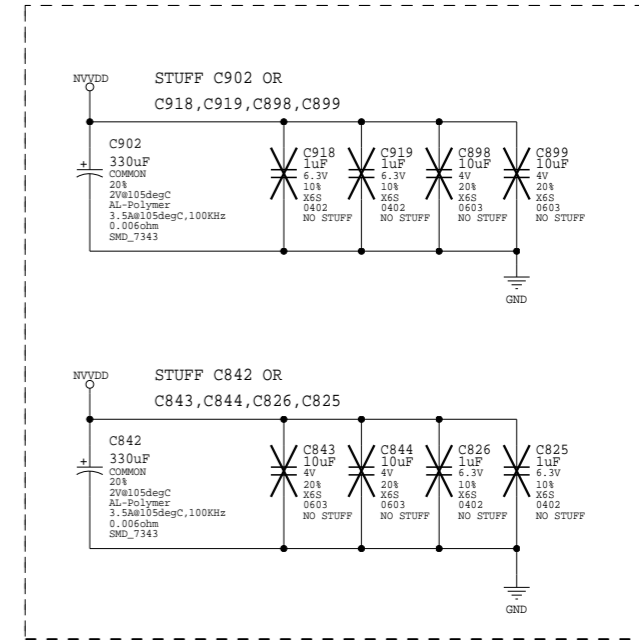 NVVDD
STUFF C902 OR
C918,C919,C898,C899
C902
330uF
COMMON
20%
2V@105degC
AL-Polymer
3.5A@105degC,100KHz
0.006ohm
SMD_7343
+
C918
1uF
6.3V
10%
X6S
0402
NO STUFF
C919
1uF
6.3V
10%
X6S
0402
NO STUFF
C898
10uF
4V
20%
X6S
0603
NO STUFF
C899
10uF
4V
20%
X6S
0603
NO STUFF
GND
NVVDD
STUFF C842 OR
C843,C844,C826,C825
C842
330uF
COMMON
20%
2V@105degC
AL-Polymer
3.5A@105degC,100KHz
0.006ohm
SMD_7343
+
C843
10uF
4V
20%
X6S
0603
NO STUFF
C844
10uF
4V
20%
X6S
0603
NO STUFF
C826
1uF
6.3V
10%
X6S
0402
NO STUFF
C825
1uF
6.3V
10%
X6S
0402
NO STUFF
GND